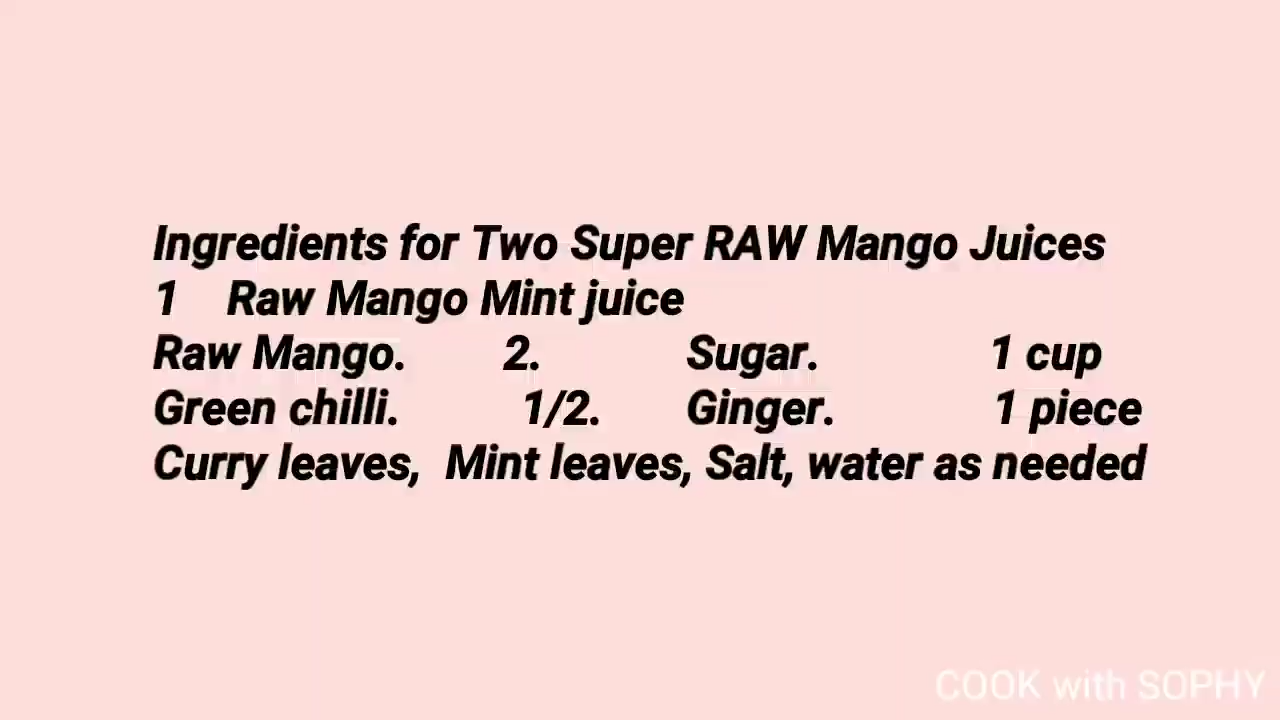 Ingredients for Two Super RAW Mango Juices
1 Raw Mango Mint juice
Raw Mango. 2. Sugar. 1 cup
Green chilli. 1/2. Ginger. 1 piece
Curry leaves, Mint leaves, Salt, water as needed
COOK with SOPHY